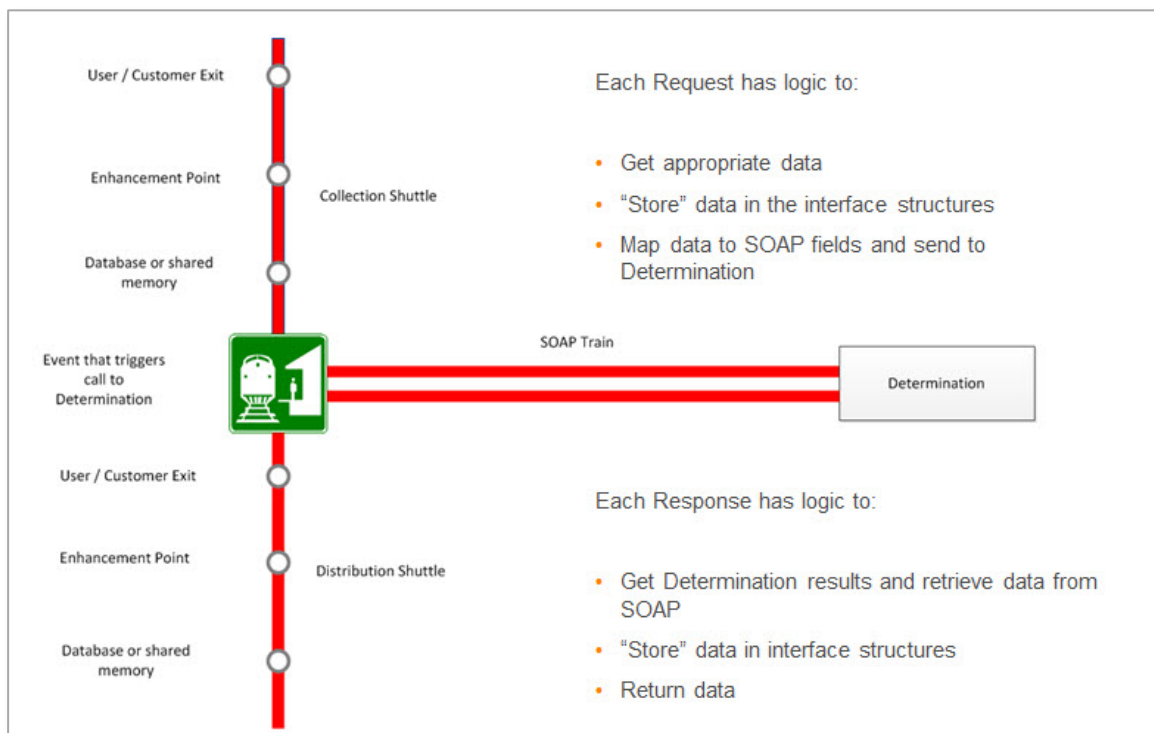 User / Customer Exit
Each Request has logic to:
Enhancement Point
Collection Shuttle
• Get appropriate data
• “Store” data in the interface structures
• Map data to SOAP fields and send to
Determination
Database or shared
memory
Event that triggers
call to
Determination
SOAP Train
Determination
User / Customer Exit
Each Response has logic to:
Enhancement Point
Distribution Shuttle
• Get Determination results and retrieve data from
SOAP
• “Store” data in interface structures
• Return data
Database or shared
memory